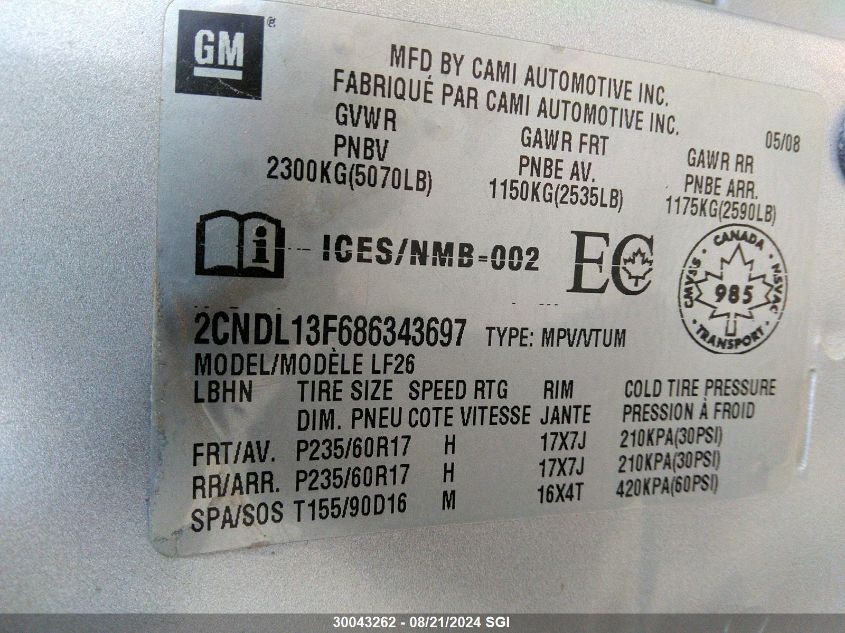 GM ®
MFD BY CAMI AUTOMOTIVE INC.
FABRIQUÉ PAR CAMI AUTOMOTIVE INC.
05/08
GVWR GAWR FRT GAWR RR
PNBV PNBE AV. PNBE ARR.
2300KG(5070LB) 1150KG(2535LB) 1175KG(2590LB)
i ICES/NMB-002 EC
CANADA
CMVSS 985 NSVAC
TRANSPORT
2CNDL13F686343697 TYPE: MPV/VTUM
MODEL/MODÈLE LF26
LBHN TIRE SIZE SPEED RTG RIM COLD TIRE PRESSURE
DIM. PNEU COTE VITESSE JANTE PRESSION À FROID
FRT/AV. P235/60R17 H 17X7J 210KPA(30PSI)
RR/ARR. P235/60R17 H 17X7J 210KPA(30PSI)
SPA/SOS T155/90D16 M 16X4T 420KPA(60PSI)
30043262 - 08/21/2024 SGI